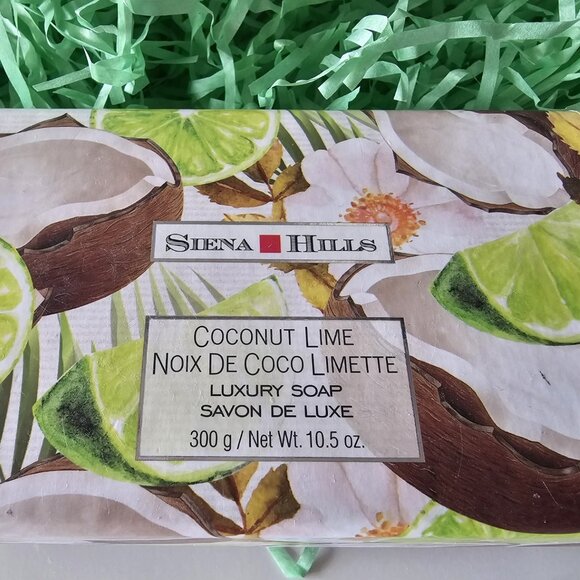 SIENA HILLS
COCONUT LIME
NOIX DE COCO LIMETTE
LUXURY SOAP
SAVON DE LUXE
300 g / Net Wt. 10.5 oz.